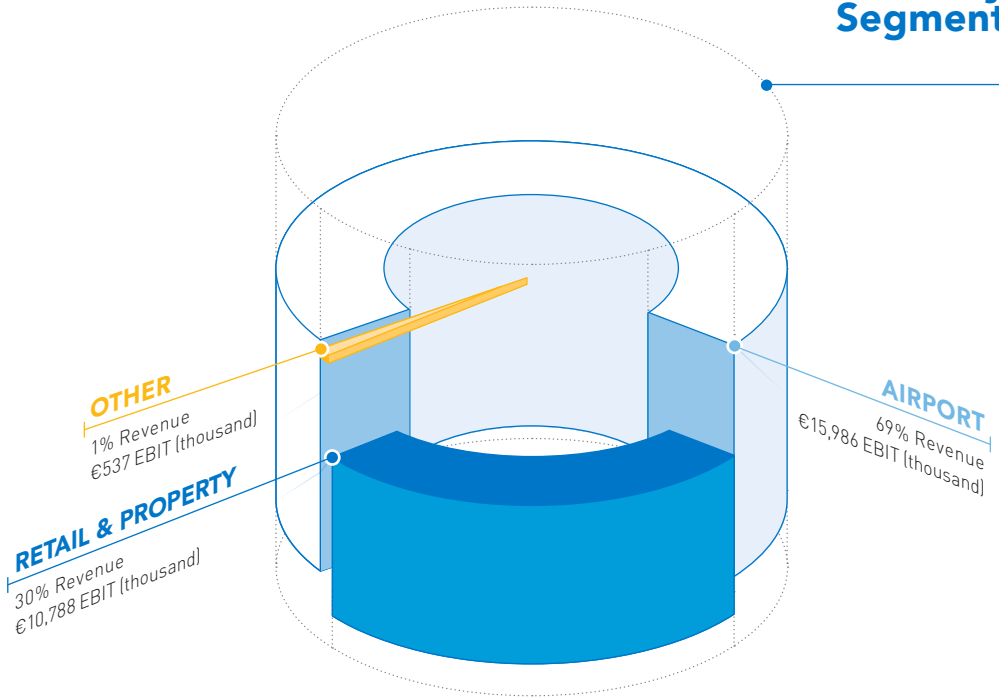 Segment
OTHER
1% Revenue
€537 EBIT (thousand)
AIRPORT
69% Revenue
€15,986 EBIT (thousand)
RETAIL & PROPERTY
30% Revenue
€10,788 EBIT (thousand)